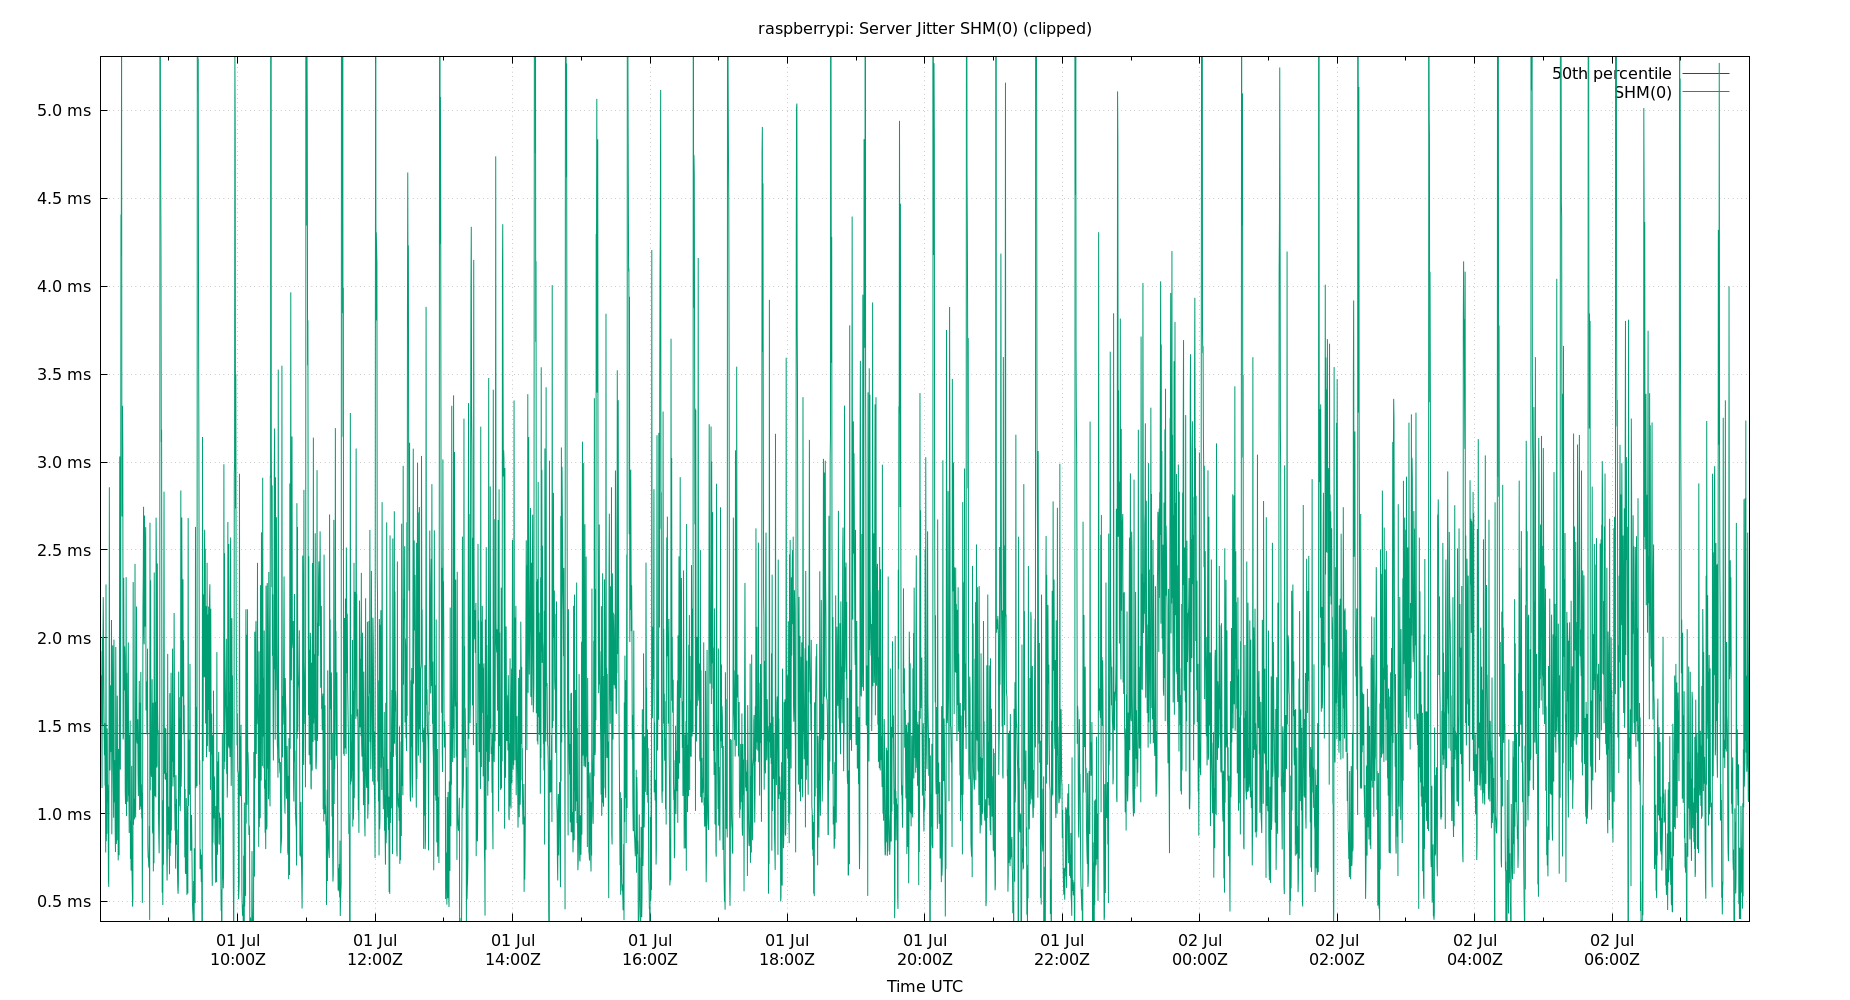 raspberrypi: Server Jitter SHM(0) (clipped)
50th percentile
SHM(0)
5.0 ms
4.5 ms
4.0 ms
3.5 ms
3.0 ms
2.5 ms
2.0 ms
1.5 ms
1.0 ms
0.5 ms
01 Jul 01 Jul 01 Jul 01 Jul 01 Jul 01 Jul 01 Jul 02 Jul 02 Jul 02 Jul 02 Jul
10:00Z 12:00Z 14:00Z 16:00Z 18:00Z 20:00Z 22:00Z 00:00Z 02:00Z 04:00Z 06:00Z
Time UTC